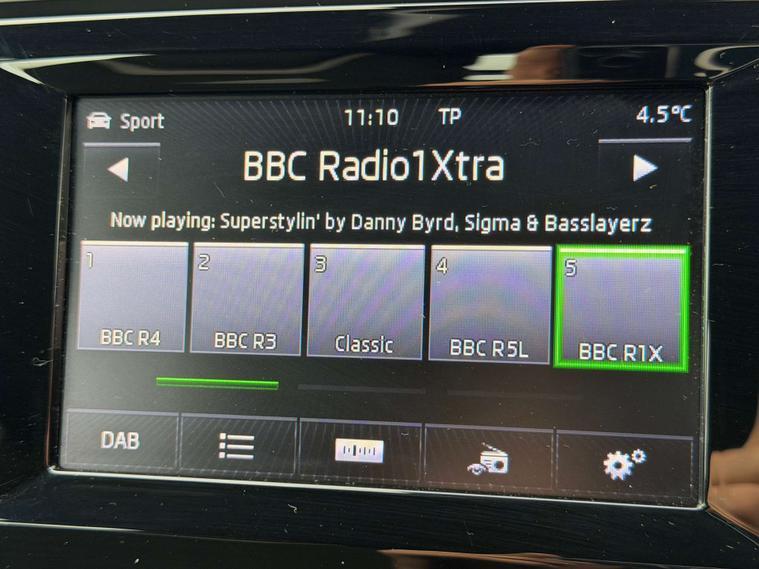 Sport 11:10 TP 4.5°C
BBC Radio1Xtra
Now playing: Superstylin' by Danny Byrd, Sigma & Basslayerz
1 2 3 4 5
BBC R4 BBC R3 Classic BBC R5L BBC R1X
DAB